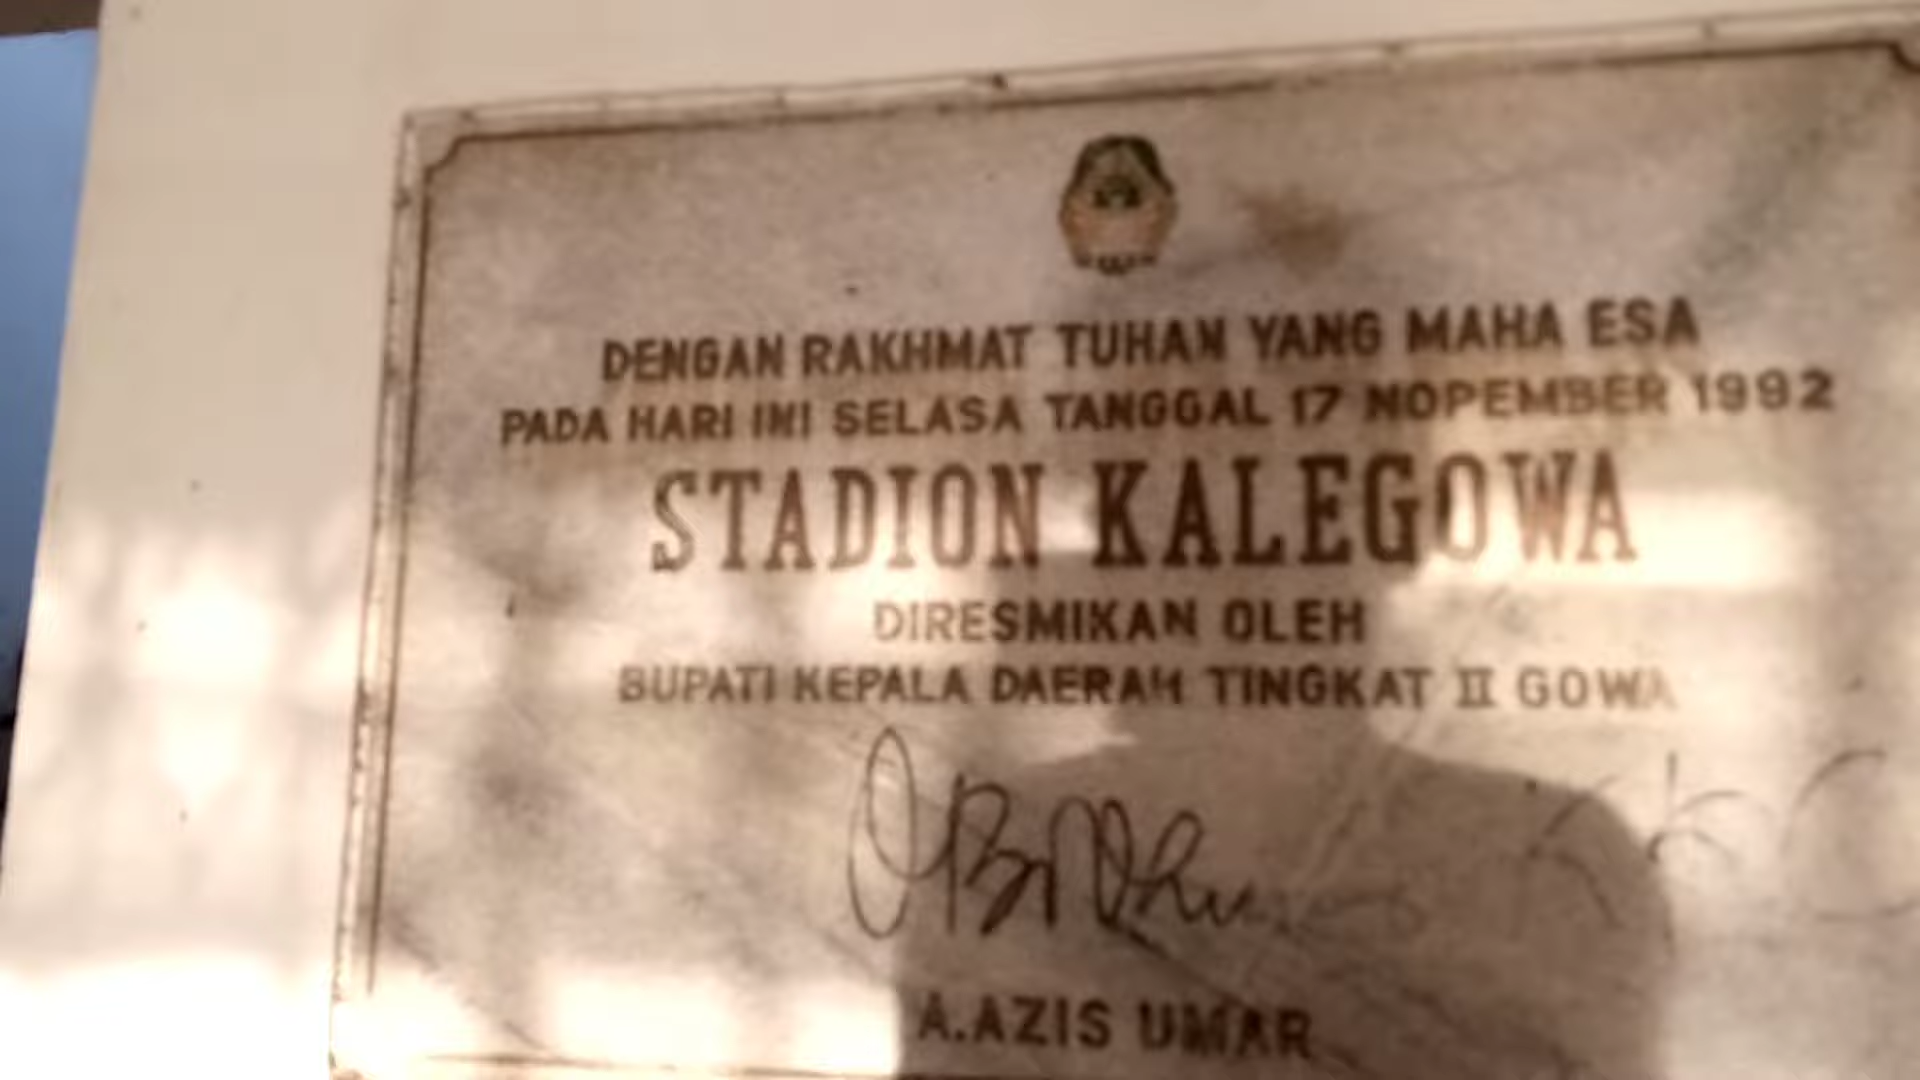 DENGAN RAKHMAT TUHAN YANG MAHA ESA
PADA HARI INI SELASA TANGGAL 17 NOPEMBER 1992
STADION KALEGOWA
DIRESMIKAN OLEH
BUPATI KEPALA DAERAH TINGKAT II GOWA
A.AZIS UMAR